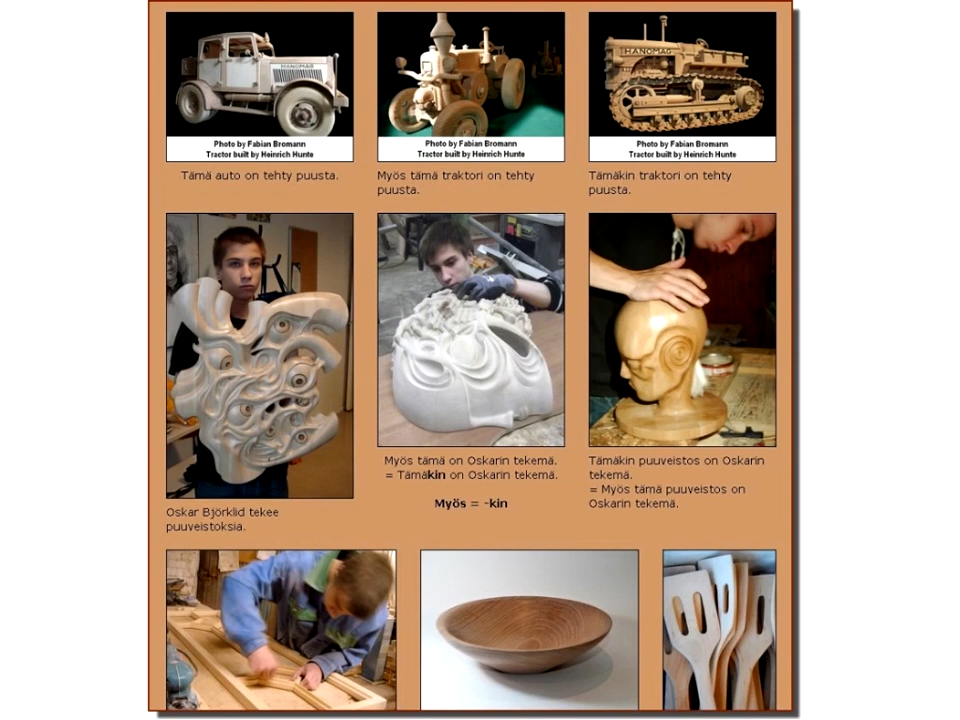 HANOMAG
Photo by Fabian Bromann
Tractor built by Heinrich Hunte
Tämä auto on tehty puusta.
Photo by Fabian Bromann
Tractor built by Heinrich Hunte
Myös tämä traktori on tehty
puusta.
HANOMAG
Photo by Fabian Bromann
Tractor built by Heinrich Hunte
Tämäkin traktori on tehty
puusta.
Oskar Björklid tekee
puuveistoksia.
Myös tämä on Oskarin tekemä.
= Tämäkin on Oskarin tekemä.
Myös = -kin
Tämäkin puuveistos on Oskarin
tekemä.
= Myös tämä puuveistos on
Oskarin tekemä.